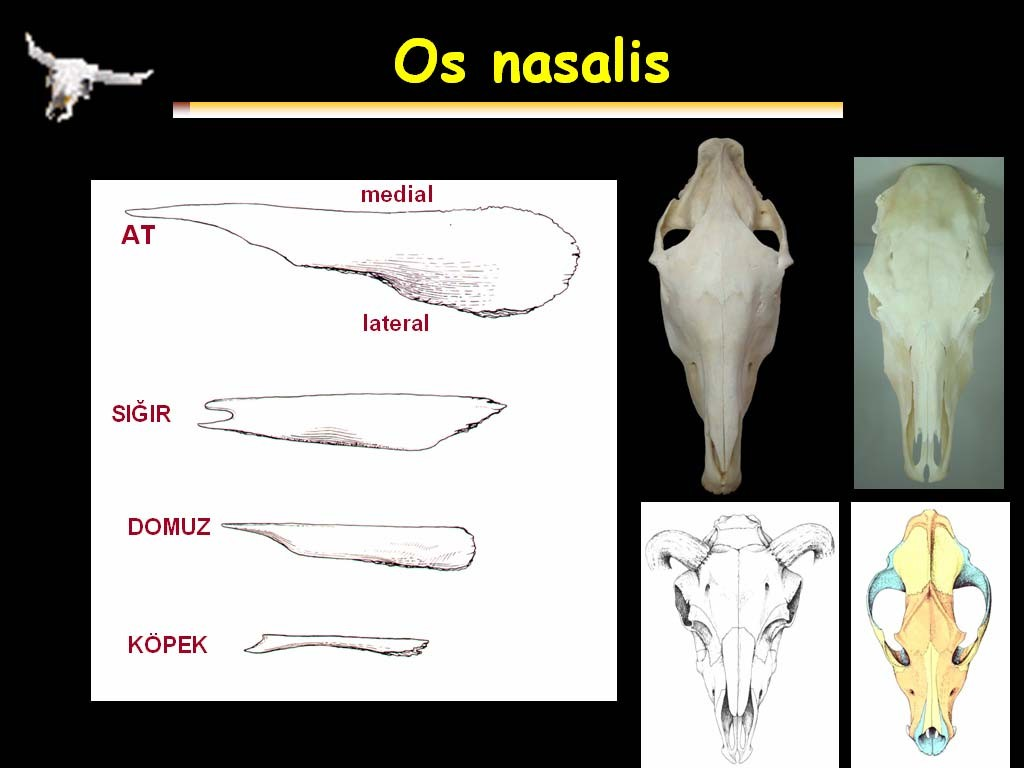 Os nasalis
medial
AT
lateral
SIĞIR
DOMUZ
KÖPEK